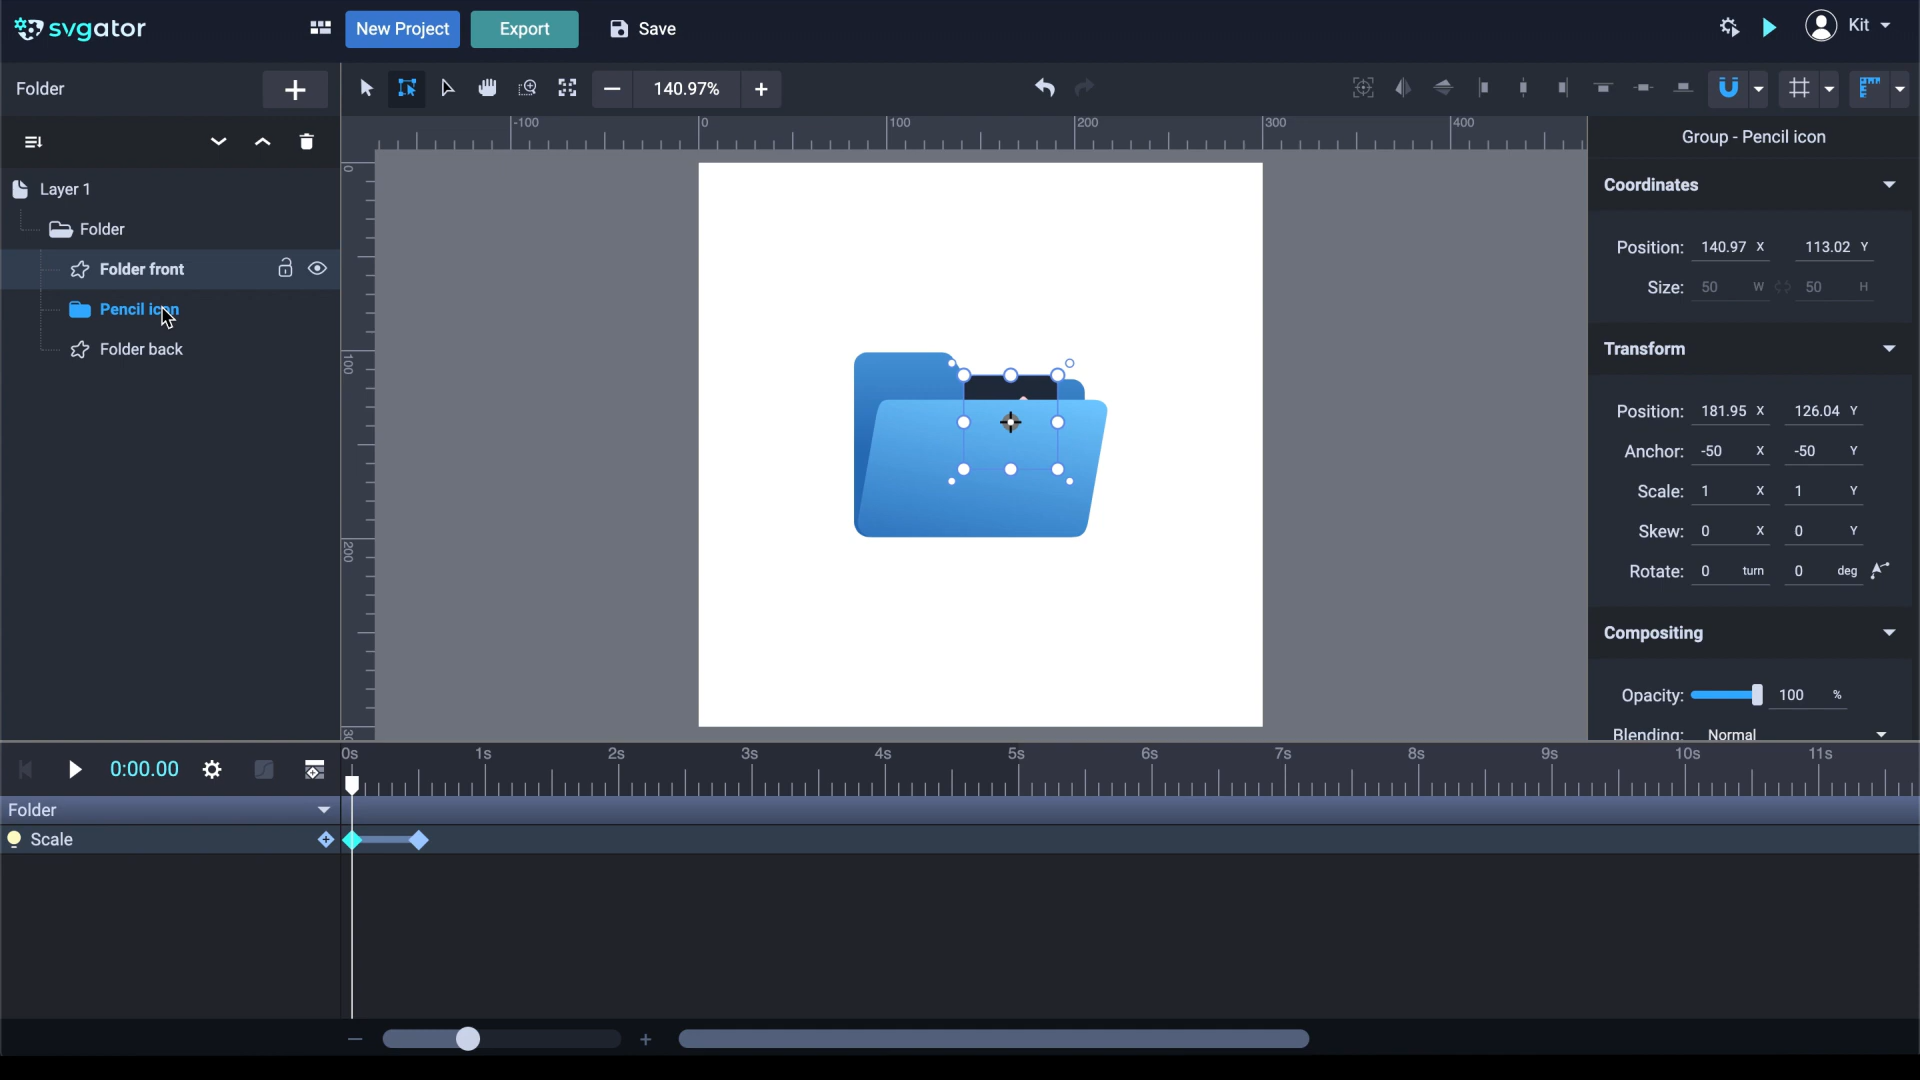 svgator New Project Export Save Kit
Folder 140.97%
-100 0 100 200 300 400
0 100 200
Layer 1
Folder
Folder front
Pencil icon
Folder back
Group - Pencil icon
Coordinates
Position: 140.97 X 113.02 Y
Size: 50 W 50 H
Transform
Position: 181.95 X 126.04 Y
Anchor: -50 X -50 Y
Scale: 1 X 1 Y
Skew: 0 X 0 Y
Rotate: 0 turn 0 deg
Compositing
Opacity: 100 %
Blending: Normal
0:00.00 0s 1s 2s 3s 4s 5s 6s 7s 8s 9s 10s 11s
Folder
Scale